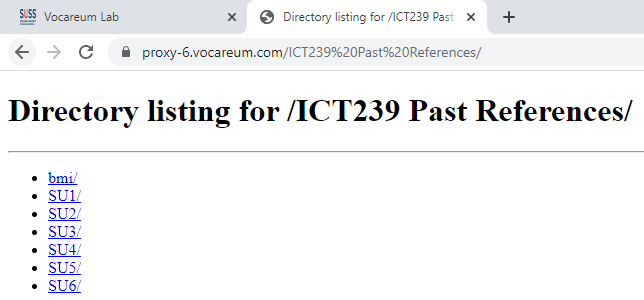 SUSS Vocareum Lab
Directory listing for /ICT239 Past
proxy-6.vocareum.com/ICT239%20Past%20References/
Directory listing for /ICT239 Past References/
bmi/
SU1/
SU2/
SU3/
SU4/
SU5/
SU6/